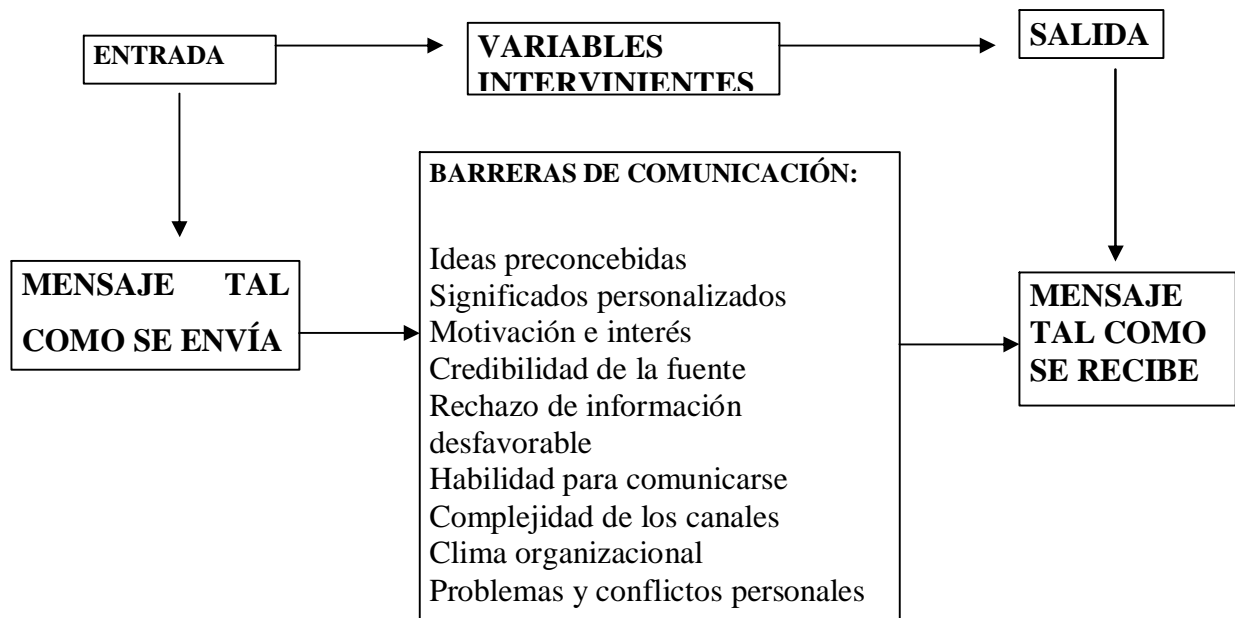 ENTRADA
VARIABLES
INTERVINIENTES
SALIDA
MENSAJE TAL
COMO SE ENVÍA
BARRERAS DE COMUNICACIÓN:
Ideas preconcebidas
Significados personalizados
Motivación e interés
Credibilidad de la fuente
Rechazo de información
desfavorable
Habilidad para comunicarse
Complejidad de los canales
Clima organizacional
Problemas y conflictos personales
MENSAJE
TAL COMO
SE RECIBE